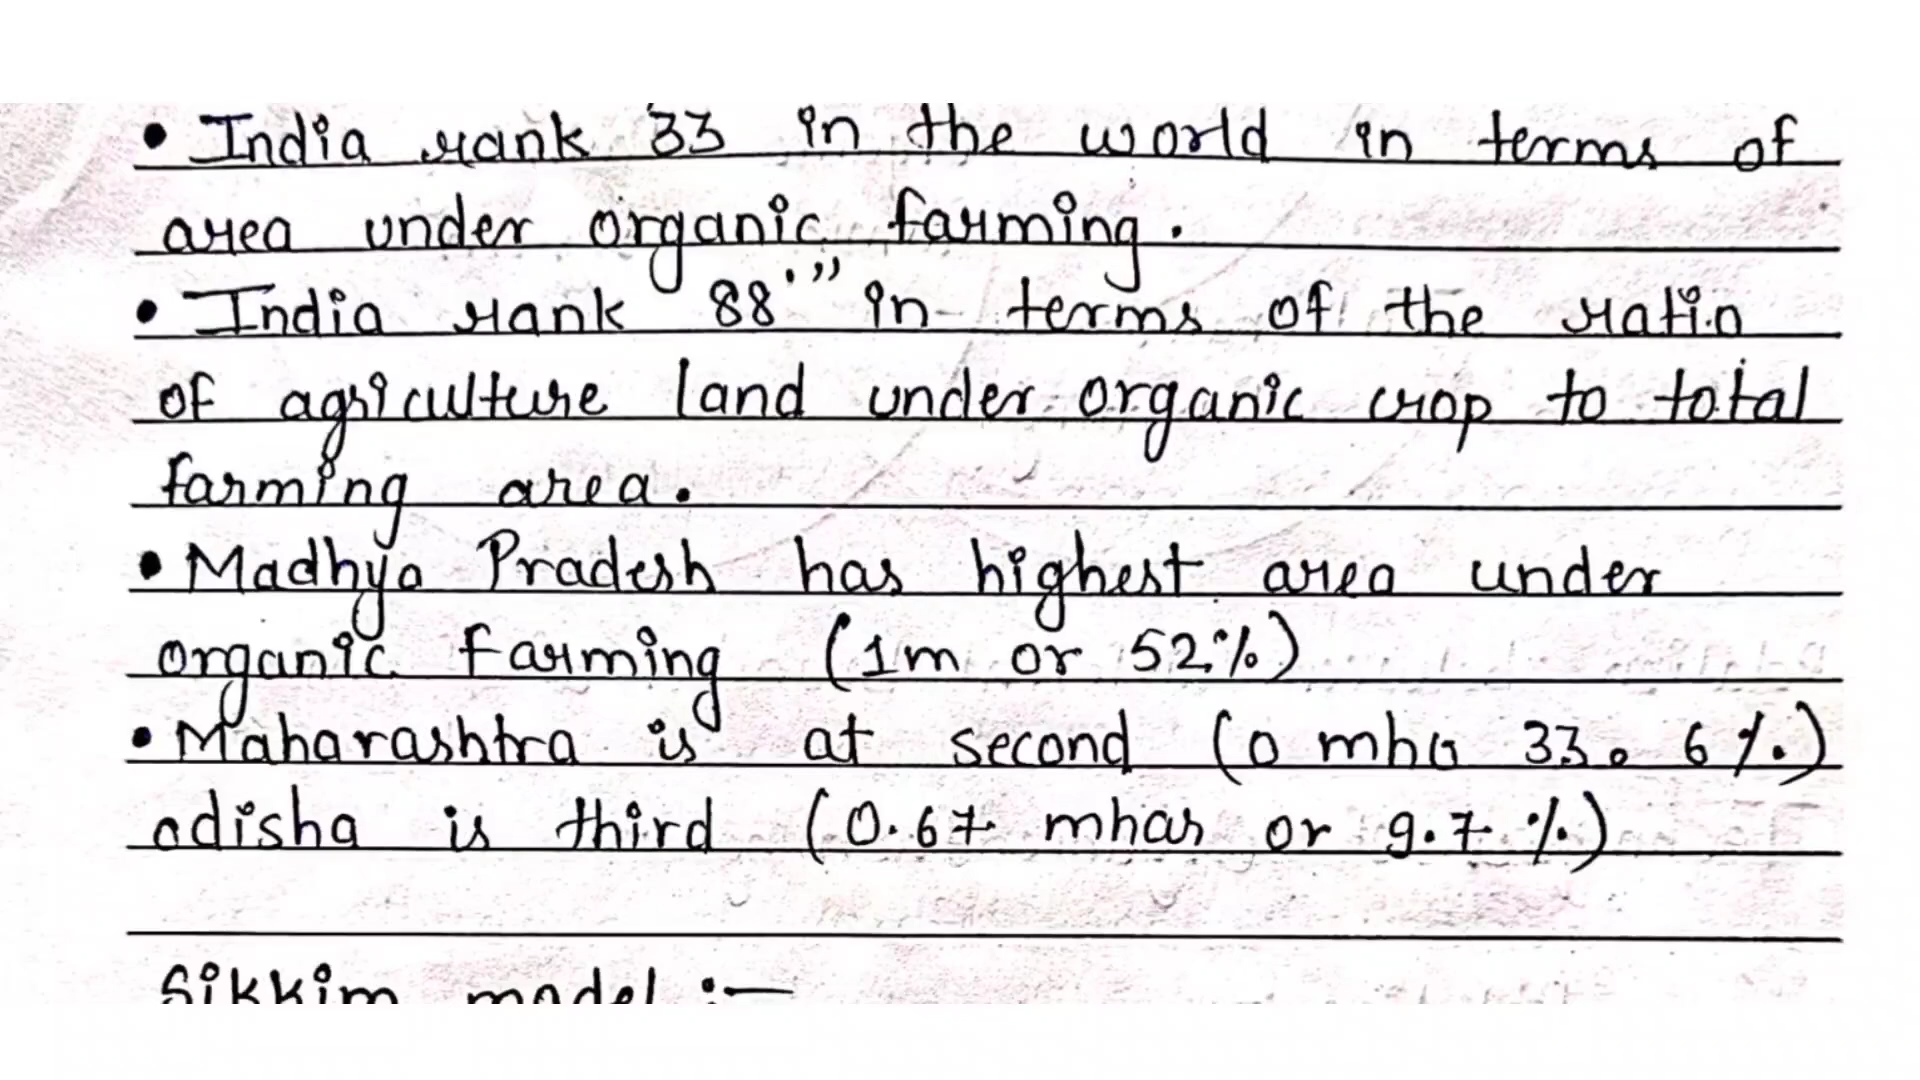 • India rank 33 in the world in terms of
area under organic farming.
• India rank 88 '" in terms of the ratio
of agriculture land under organic crop to total
farming area.
• Madhya Pradesh has highest area under
organic farming (1m or 52%)
• Maharashtra is at second (0 mha 33.6%)
odisha is third (0.67 mhar or 9.7%)
Sikkim model :-